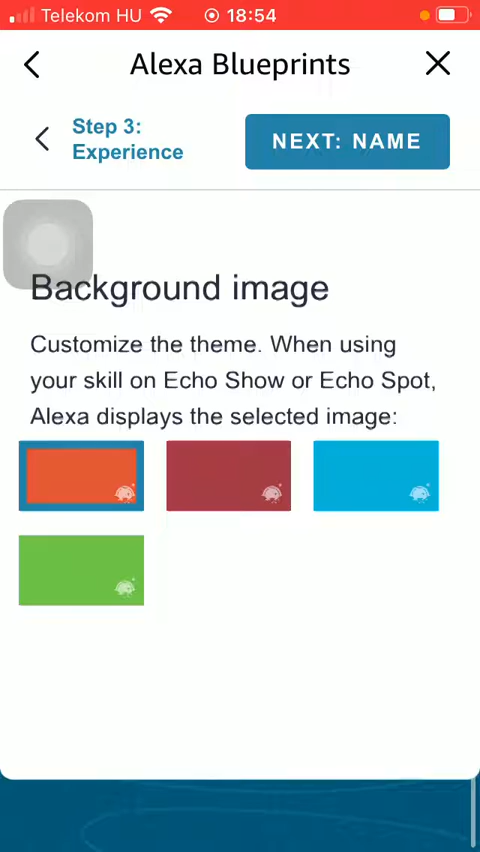 Telekom HU 18:54
Alexa Blueprints
Step 3:
Experience
NEXT: NAME
Background image
Customize the theme. When using
your skill on Echo Show or Echo Spot,
Alexa displays the selected image: